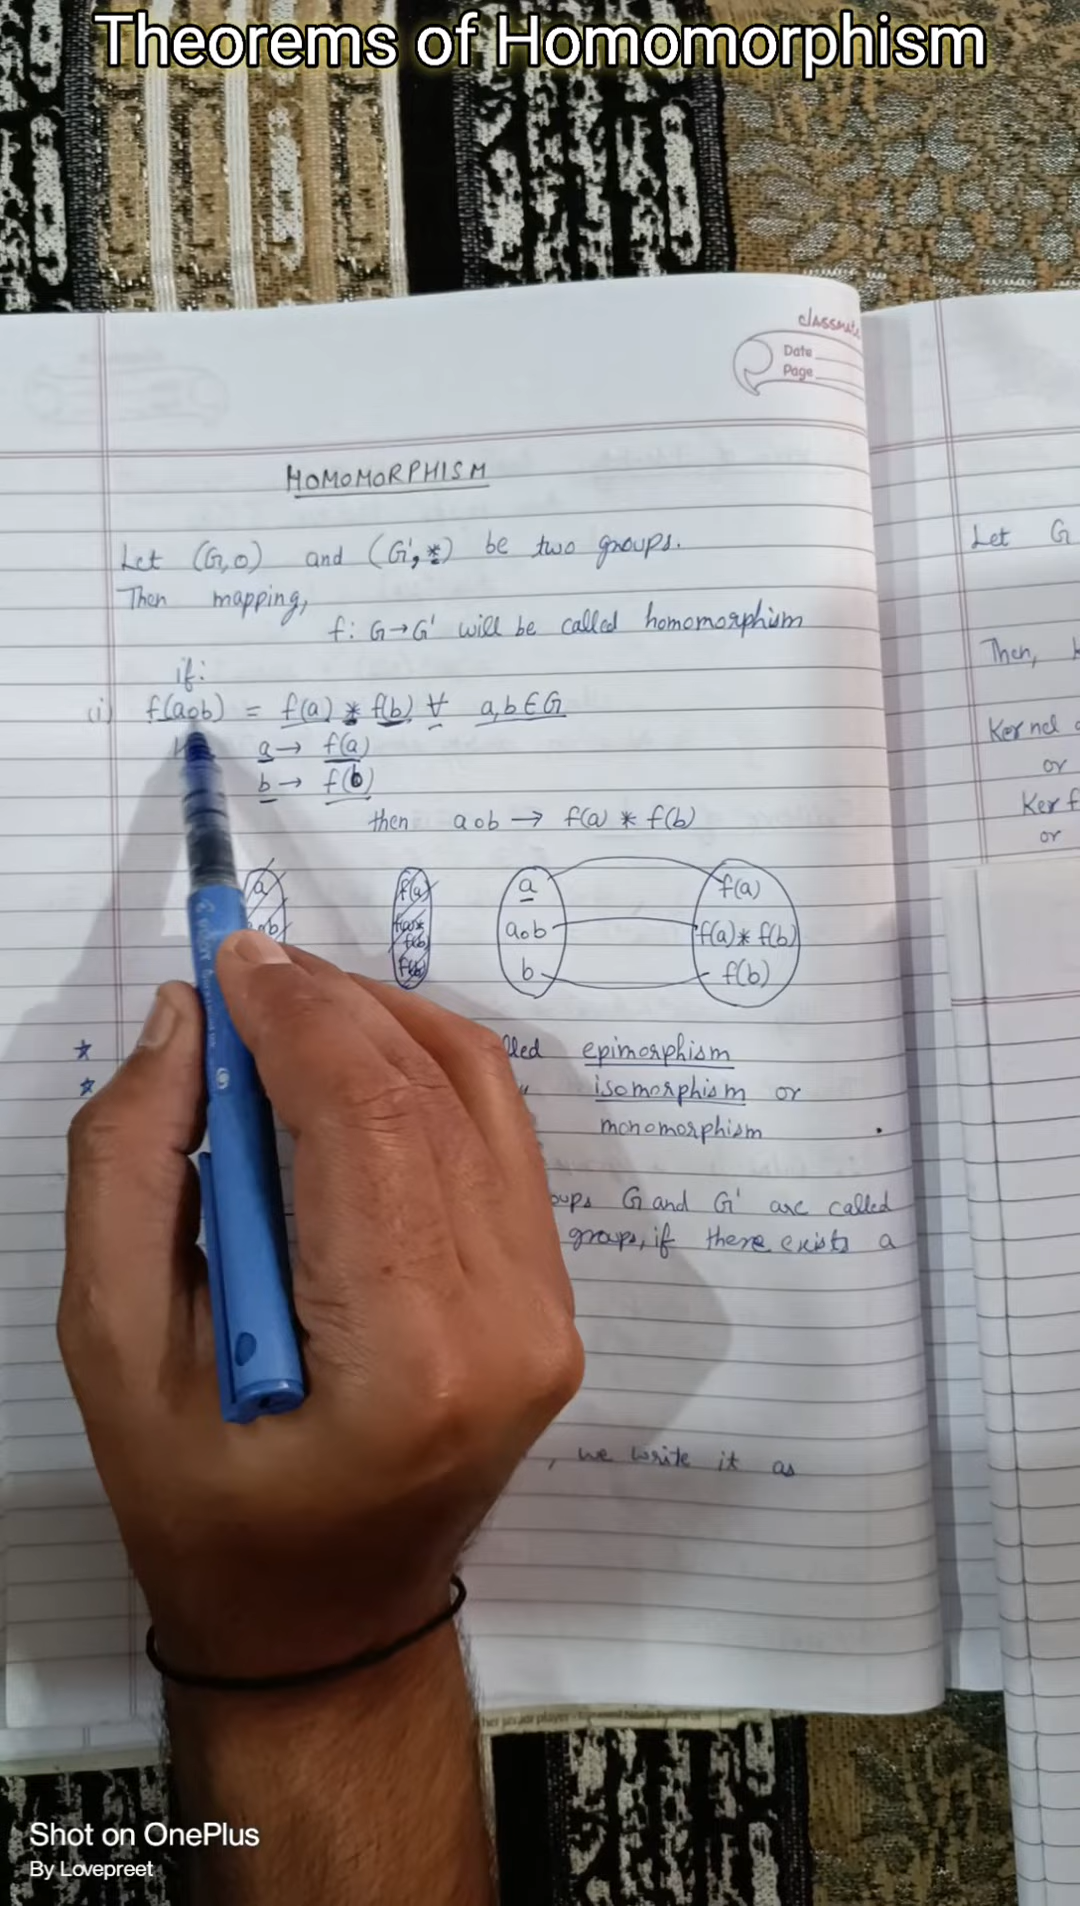 Theorems of Homomorphism
classmate
Date
Page
HOMOMORPHISM
Let (G,o) and (G',*) be two groups.
Then mapping,
f: G→G' will be called homomorphism
if:
(i) f(aob) = f(a) * f(b) ∀ a,b∈G
a → f(a)
b → f(b)
then aob → f(a) * f(b)
a f(a) a f(a)
f(a)* f(b) aob f(a) * f(b)
f(b) b f(b)
epimorphism
isomorphism or
monomorphism
G and G' are called
groups, if there exists a
, we write it as
Let G
Then,
Kernel
or
Ker f
or
Shot on OnePlus
By Lovepreet